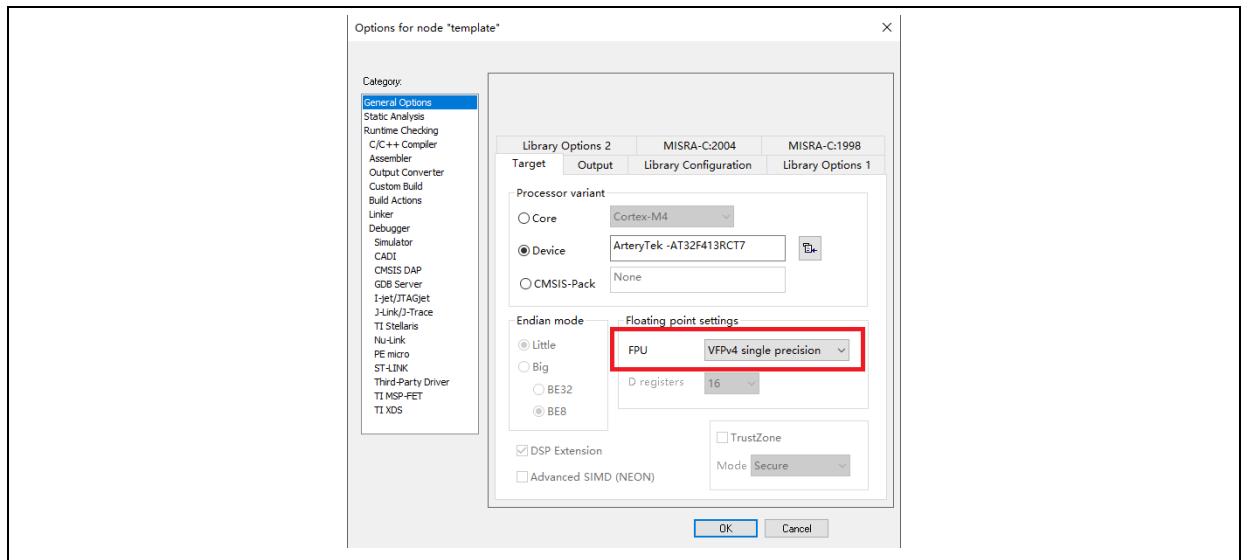 Options for node "template"
Category:
General Options
Static Analysis
Runtime Checking
C/C++ Compiler
Assembler
Output Converter
Custom Build
Build Actions
Linker
Debugger
Simulator
CADI
CMSIS DAP
GDB Server
I-jet/JTAGjet
J-Link/J-Trace
TI Stellaris
Nu-Link
PE micro
ST-LINK
Third-Party Driver
TI MSP-FET
TI XDS
Library Options 2 MISRA-C:2004 MISRA-C:1998
Target Output Library Configuration Library Options 1
Processor variant
Core Cortex-M4
Device ArteryTek -AT32F413RCT7
CMSIS-Pack None
Endian mode
Little
Big
BE32
BE8
Floating point settings
FPU VFPv4 single precision
D registers 16
DSP Extension
Advanced SIMD (NEON)
TrustZone
Mode Secure
OK Cancel